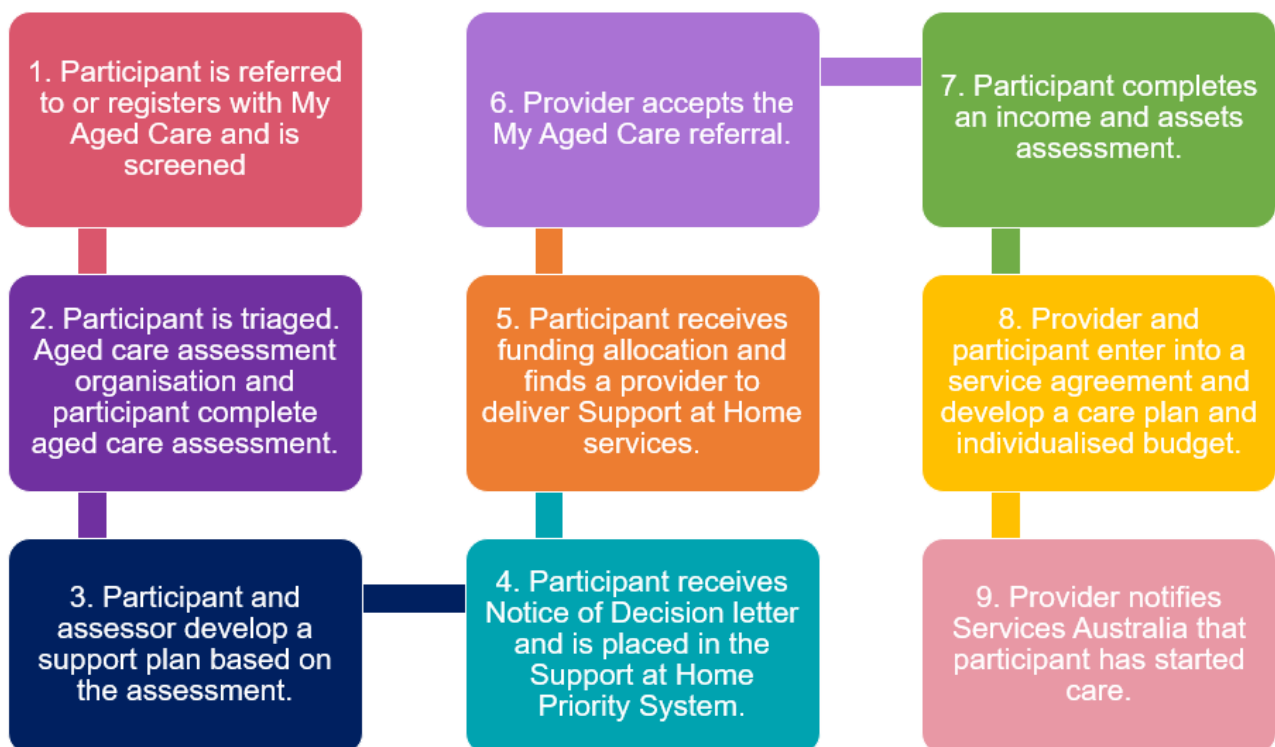 1. Participant is referred
to or registers with My
Aged Care and is
screened
2. Participant is triaged.
Aged care assessment
organisation and
participant complete
aged care assessment.
3. Participant and
assessor develop a
support plan based on
the assessment.
4. Participant receives
Notice of Decision letter
and is placed in the
Support at Home
Priority System.
5. Participant receives
funding allocation and
finds a provider to
deliver Support at Home
services.
6. Provider accepts the
My Aged Care referral.
7. Participant completes
an income and assets
assessment.
8. Provider and
participant enter into a
service agreement and
develop a care plan and
individualised budget.
9. Provider notifies
Services Australia that
participant has started
care.